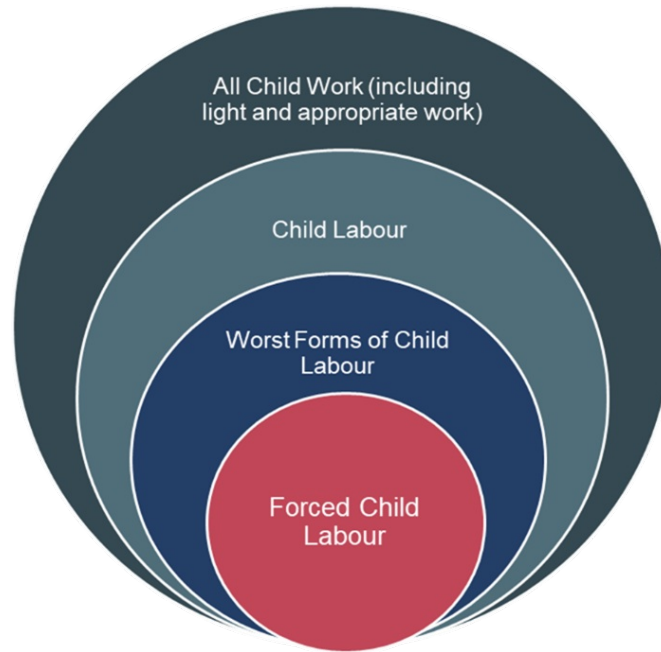 All Child Work (including
light and appropriate work)
Child Labour
Worst Forms of Child
Labour
Forced Child
Labour